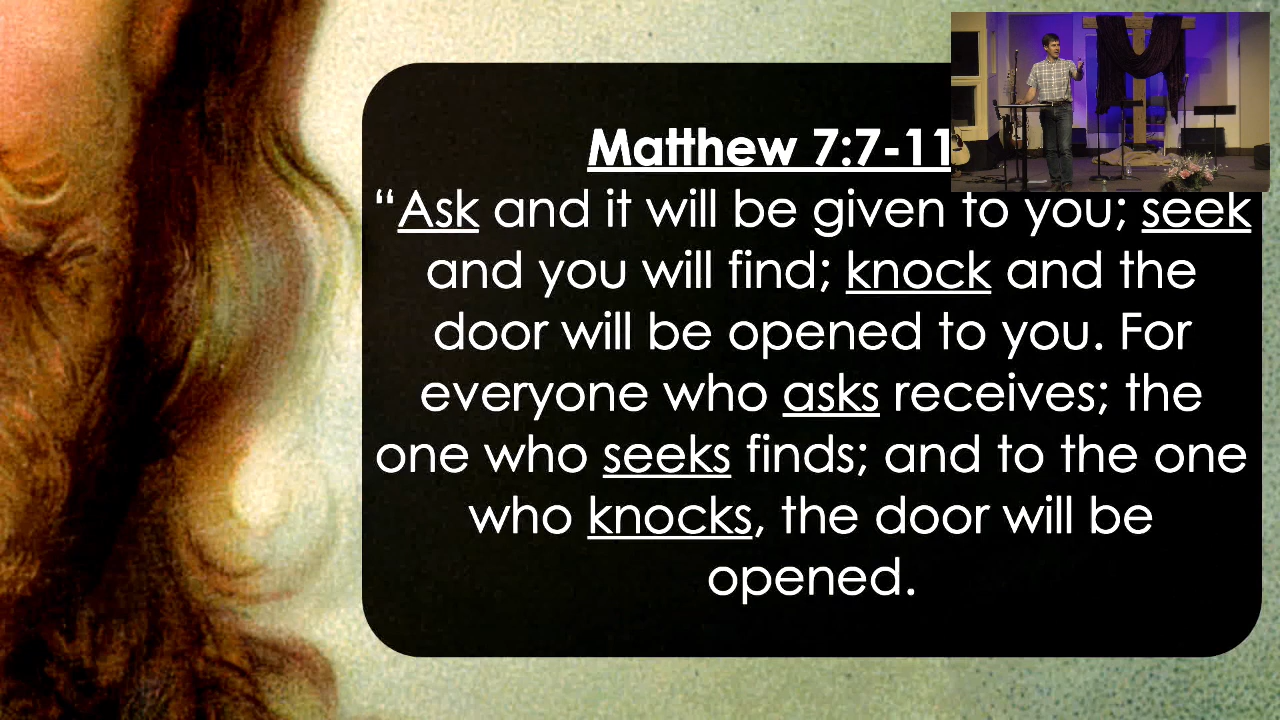 Matthew 7:7-11
“Ask and it will be given to you; seek
and you will find; knock and the
door will be opened to you. For
everyone who asks receives; the
one who seeks finds; and to the one
who knocks, the door will be
opened.